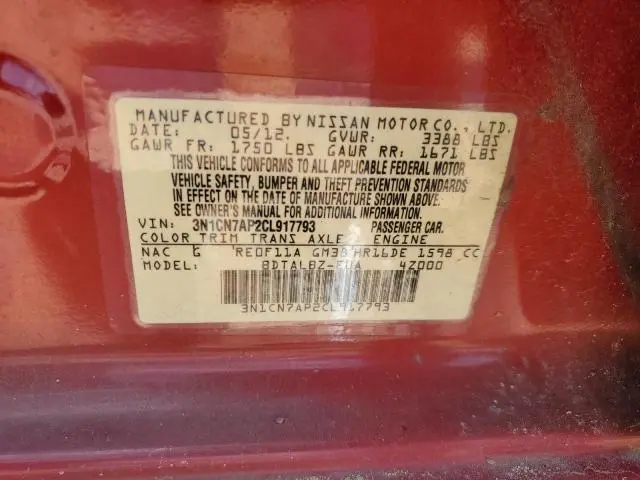 MANUFACTURED BY NISSAN MOTOR CO., LTD.
DATE: 05/12. GVWR: 3388 LBS
GAWR FR: 1750 LBS GAWR RR: 1671 LBS
THIS VEHICLE CONFORMS TO ALL APPLICABLE FEDERAL MOTOR
VEHICLE SAFETY, BUMPER AND THEFT PREVENTION STANDARDS
IN EFFECT ON THE DATE OF MANUFACTURE SHOWN ABOVE.
SEE OWNER'S MANUAL FOR ADDITIONAL INFORMATION.
VIN: 3N1CN7AP2CL917793 PASSENGER CAR.
COLOR TRIM TRANS AXLE ENGINE
NAC G RE0F11A GM38 HR16DE 1598 CC
MODEL: 4Z000
3N1CN7AP2CL917793